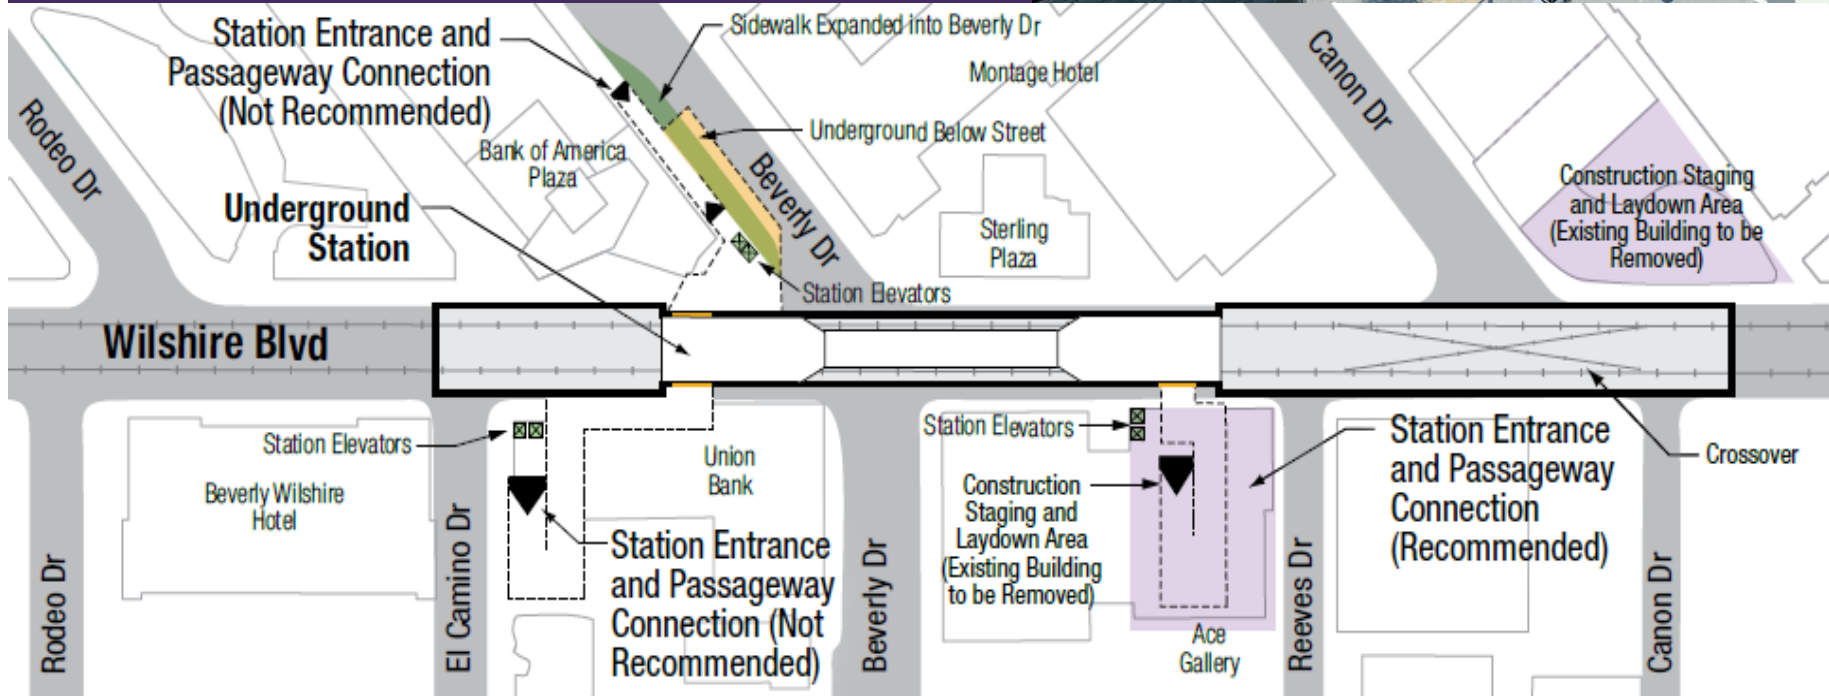 Station Entrance and
Passageway Connection
(Not Recommended)
Sidewalk Expanded into Beverly Dr
Montage Hotel
Canon Dr
Rodeo Dr
Bank of America
Plaza
Underground Below Street
Beverly Dr
Underground
Station
Sterling
Plaza
Construction Staging
and Laydown Area
(Existing Building to be
Removed)
Station Elevators
Wilshire Blvd
Station Elevators
Beverly Wilshire
Hotel
Union
Bank
Station Elevators
Construction
Staging and
Laydown Area
(Existing Building
to be Removed)
Station Entrance
and Passageway
Connection
(Recommended)
Crossover
Station Entrance
and Passageway
Connection (Not
Recommended)
Ace
Gallery
Rodeo Dr
El Camino Dr
Beverly Dr
Reeves Dr
Canon Dr